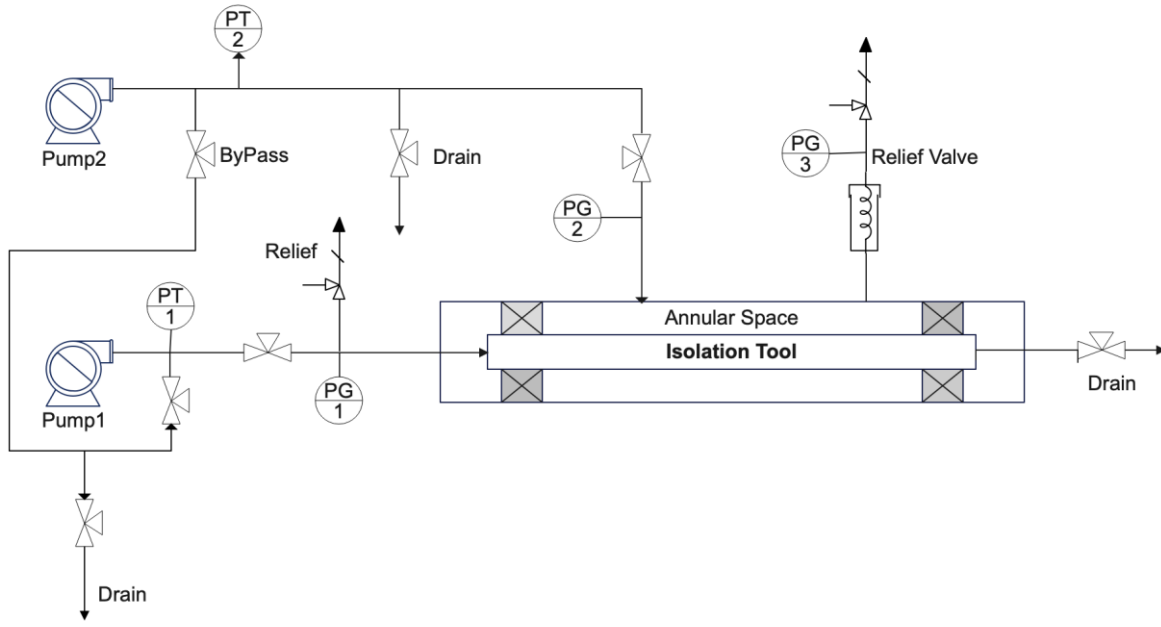 PT
2
Pump2
ByPass
Drain
PG
3
Relief Valve
PG
2
Relief
PT
1
Annular Space
Isolation Tool
Pump1
PG
1
Drain
Drain